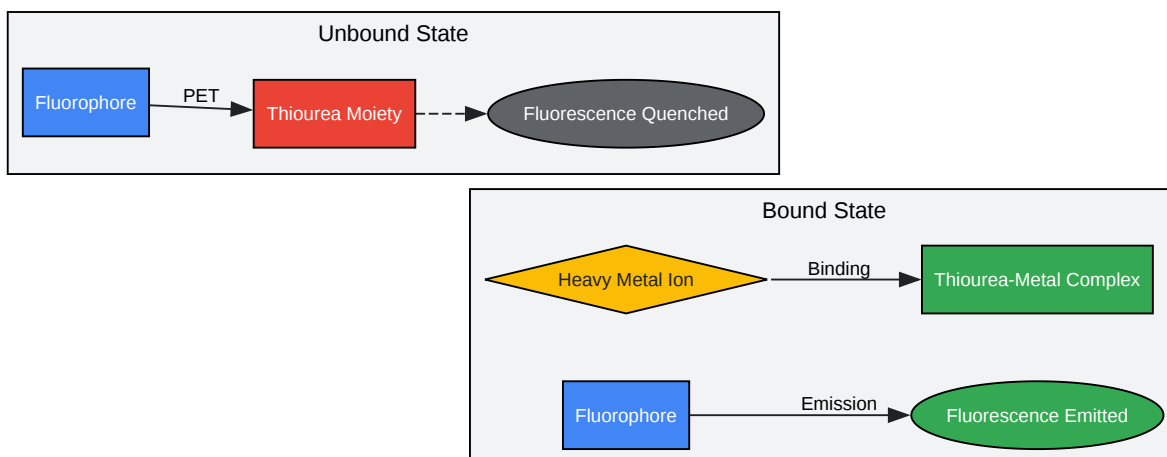 Unbound State
Fluorophore
PET
Thiourea Moiety
Fluorescence Quenched
Bound State
Heavy Metal Ion
Binding
Thiourea-Metal Complex
Fluorophore
Emission
Fluorescence Emitted